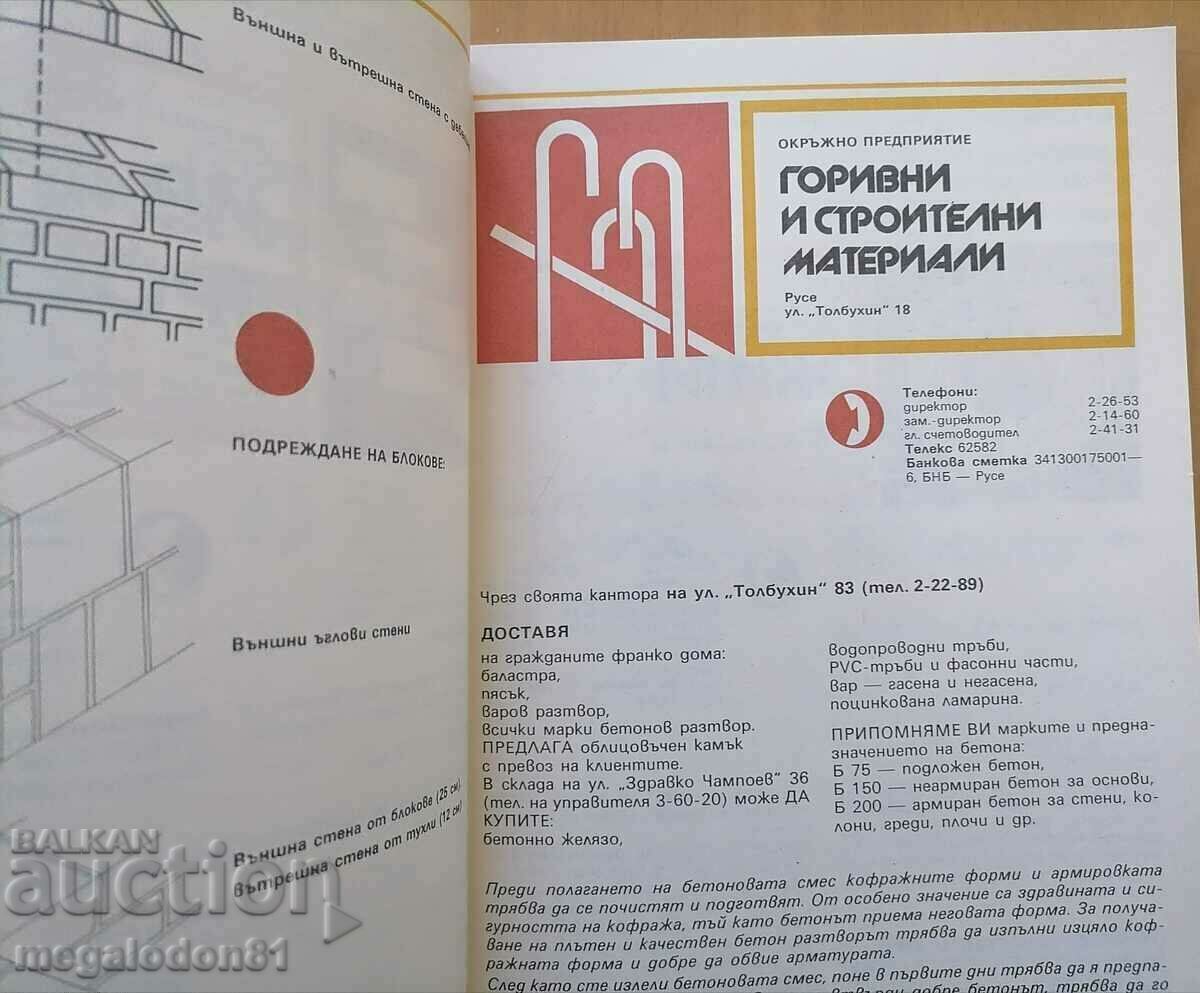 Външна и вътрешна стена с
ПОДРЕЖДАНЕ НА БЛОКОВЕ:
Външни ъглови стени
Външна стена от блокове (25 см)
вътрешна стена от тухли (12 см)
ОКРЪЖНО ПРЕДПРИЯТИЕ
ГОРИВНИ
И СТРОИТЕЛНИ
МАТЕРИАЛИ
Русе
ул. „Толбухин" 18
Телефони:
директор 2-26-53
зам.-директор 2-14-60
гл. счетоводител 2-41-31
Телекс 62582
Банкова сметка 341300175001—
6, БНБ — Русе
Чрез своята кантора на ул. „Толбухин" 83 (тел. 2-22-89)
ДОСТАВЯ
на гражданите франко дома:
баластра,
пясък,
варов разтвор,
всички марки бетонов разтвор.
ПРЕДЛАГА облицовъчен камък
с превоз на клиентите.
В склада на ул. „Здравко Чампоев" 36
(тел. на управителя 3-60-20) може ДА
КУПИТЕ:
бетонно желязо,
водопроводни тръби,
PVC-тръби и фасонни части,
вар — гасена и негасена,
поцинкована ламарина.
ПРИПОМНЯМЕ ВИ марките и предна-
значението на бетона:
Б 75 — подложен бетон,
Б 150 — неармиран бетон за основи,
Б 200 — армиран бетон за стени, ко-
лони, греди, плочи и др.
Преди полагането на бетоновата смес кофражните форми и армировката
трябва да се почистят и подготвят. От особено значение са здравината и си-
гурността на кофража, тъй като бетонът приема неговата форма. За получа-
ване на плътен и качествен бетон разтворът трябва да изпълни изцяло коф-
ражната форма и добре да обвие арматурата.
След като сте излели бетоновата смес, поне в първите дни трябва да я предпа-
добре бетонът, трябва да го
BALKAN
auction
megalodon81